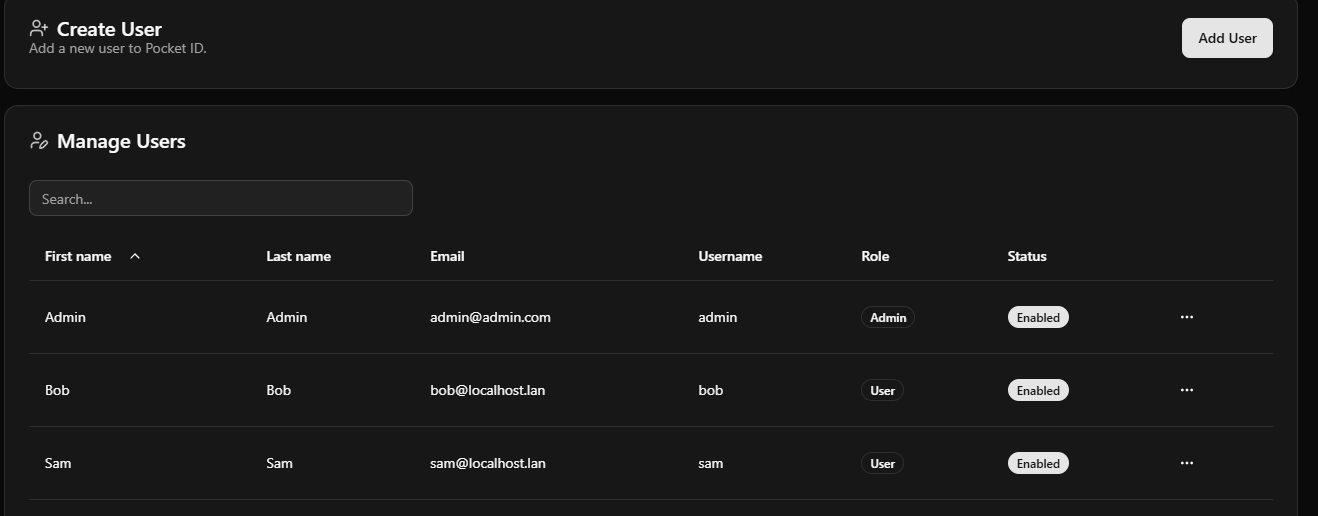 Create User
Add a new user to Pocket ID.
Add User
Manage Users
Search...
First name Last name Email Username Role Status
Admin Admin admin@admin.com admin Admin Enabled
Bob Bob bob@localhost.lan bob User Enabled
Sam Sam sam@localhost.lan sam User Enabled